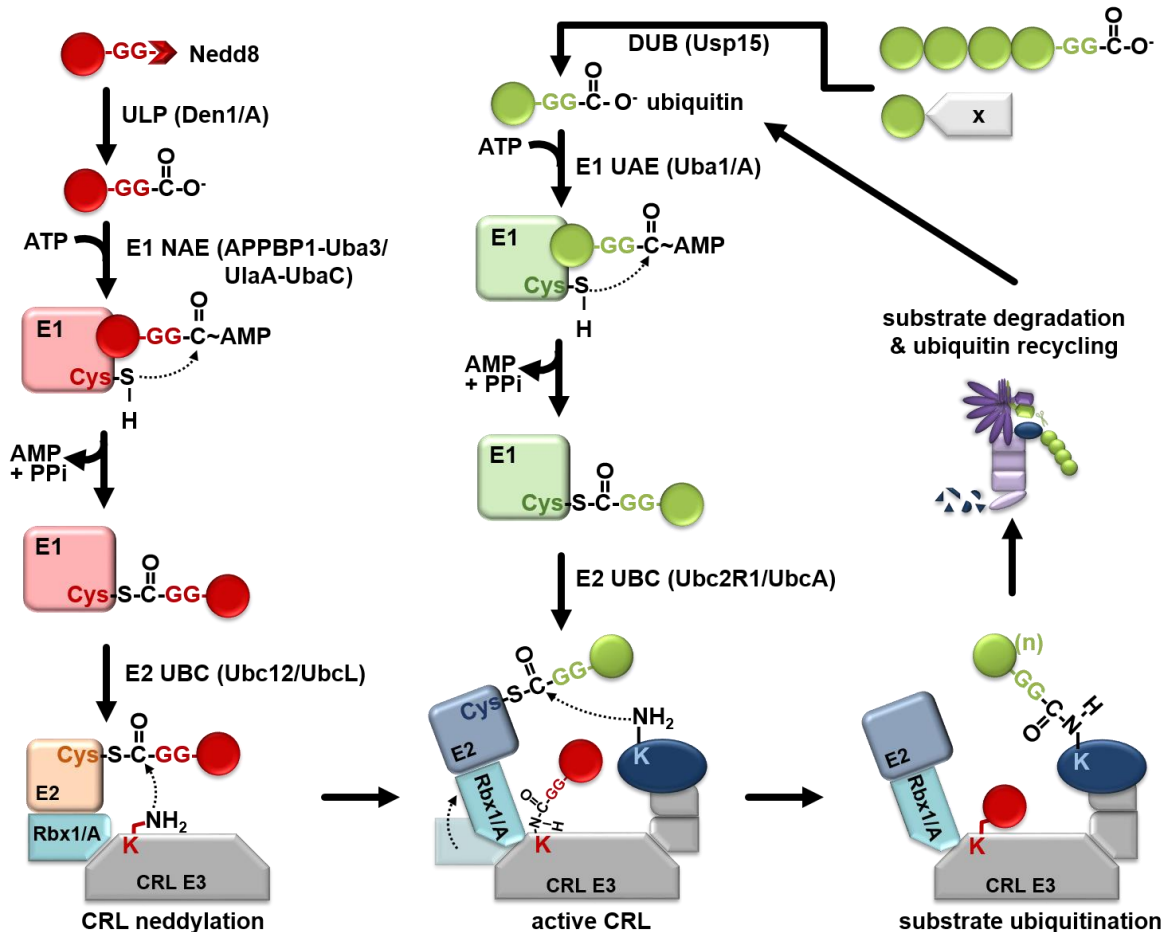 -GG-
Nedd8
ULP (Den1/A)
O
-GG-C-O-
ATP
E1 NAE (APPBP1-Uba3/
UlaA-UbaC)
E1
O
-GG-C~AMP
Cys-S
H
AMP
+ PPi
E1
O
Cys-S-C-GG-
E2 UBC (Ubc12/UbcL)
O
Cys-S-C-GG-
E2
Rbx1/A
NH2
K
CRL E3
CRL neddylation
DUB (Usp15)
O
-GG-C-O-
x
O
-GG-C-O- ubiquitin
ATP
E1 UAE (Uba1/A)
E1
O
-GG-C~AMP
Cys-S
H
AMP
+ PPi
E1
O
Cys-S-C-GG-
E2 UBC (Ubc2R1/UbcA)
O
Cys-S-C-GG-
E2
NH2
K
Rbx1/A
O
N-C-GG-
H
K
CRL E3
active CRL
substrate degradation
& ubiquitin recycling
(n)
GG
O
C
N-H
K
E2
Rbx1/A
K
CRL E3
substrate ubiquitination